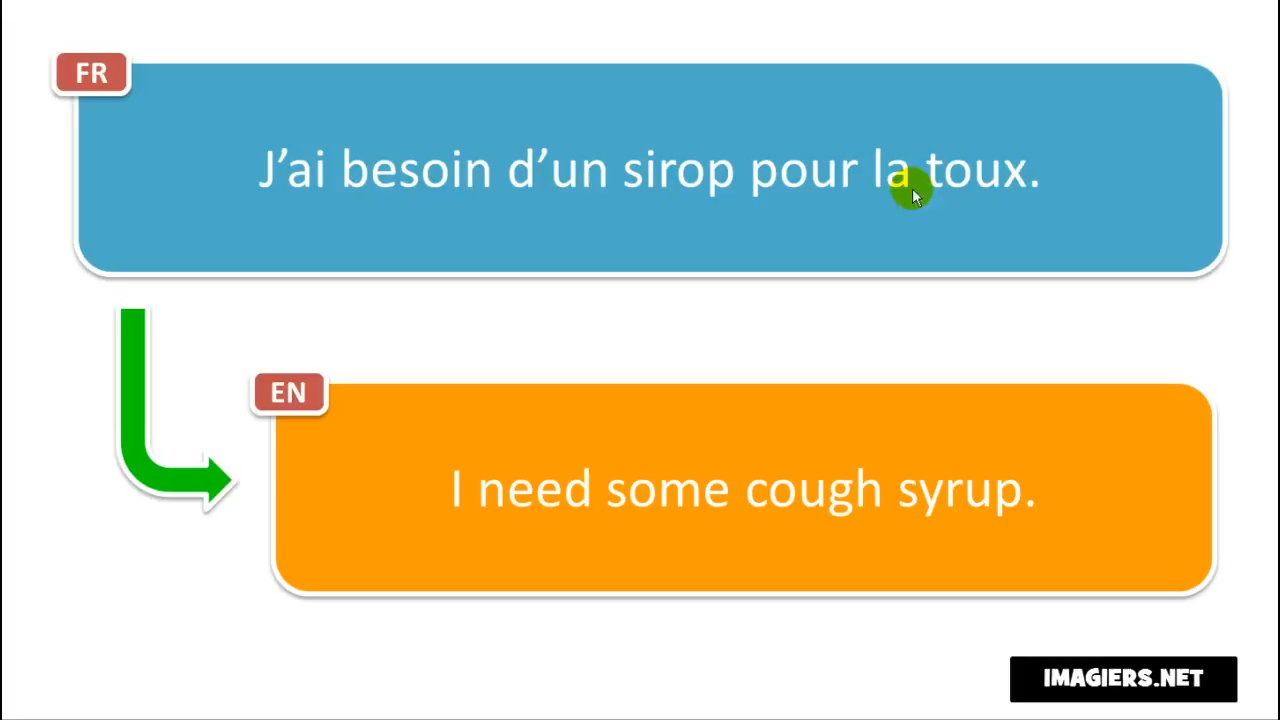 FR
J’ai besoin d’un sirop pour la toux.
EN
I need some cough syrup.
IMAGIERS.NET